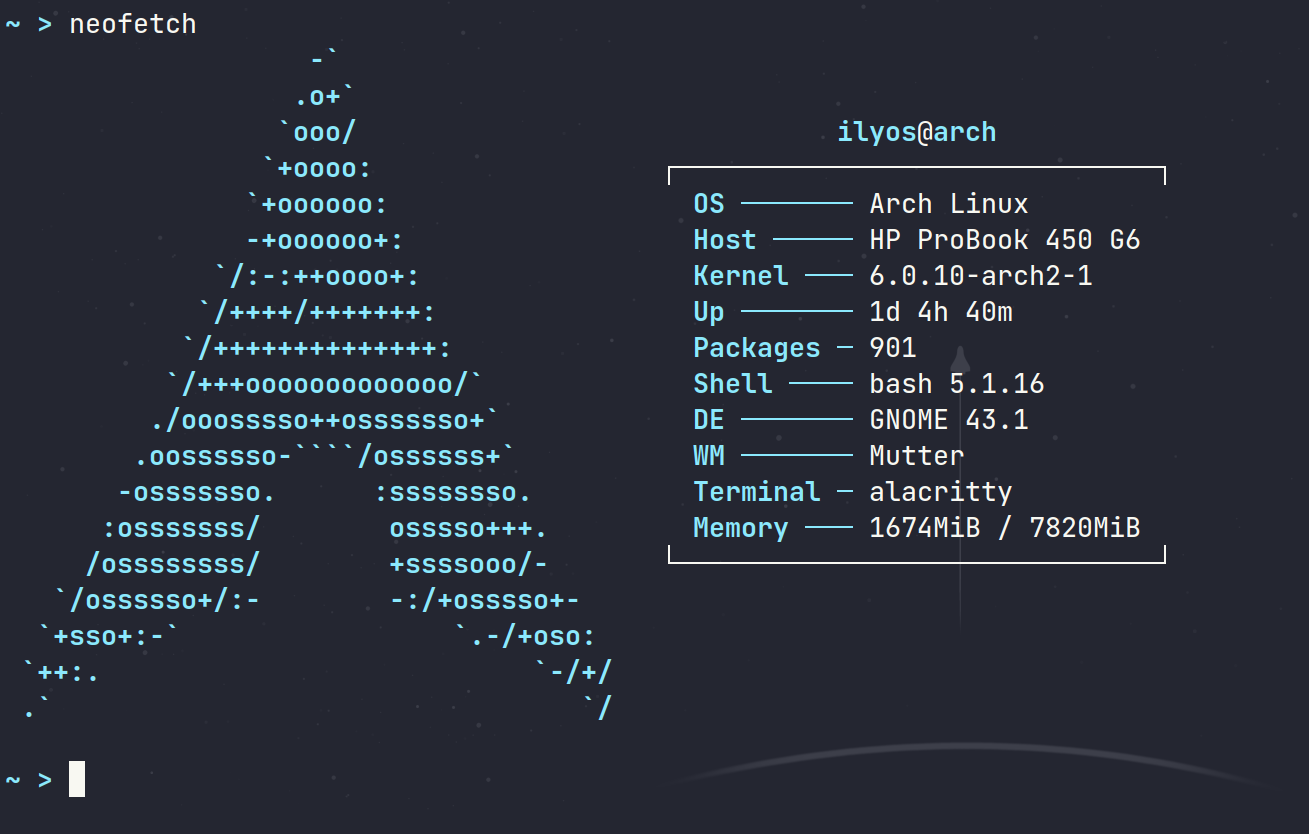 ~ > neofetch
                   -`
                  .o+`
                 `ooo/
                `+oooo:
               `+oooooo:
               -+oooooo+:
             `/:-:++oooo+:
            `/++++/+++++++:
           `/++++++++++++++:
          `/+++ooooooooooooo/`
         ./ooosssso++osssssso+`
        .oossssso-````/ossssss+`
       -osssssso.      :ssssssso.
      :osssssss/        osssso+++.
     /ossssssss/        +ssssooo/-
   `/ossssso+/:-        -:/+osssso+-
  `+sso+:-`                 `.-/+oso:
 `++:.                           `-/+/
 .`                                 `/
ilyos@arch
OS ─────── Arch Linux
Host ───── HP ProBook 450 G6
Kernel ─── 6.0.10-arch2-1
Up ─────── 1d 4h 40m
Packages ─ 901
Shell ──── bash 5.1.16
DE ─────── GNOME 43.1
WM ─────── Mutter
Terminal ─ alacritty
Memory ─── 1674MiB / 7820MiB
~ >